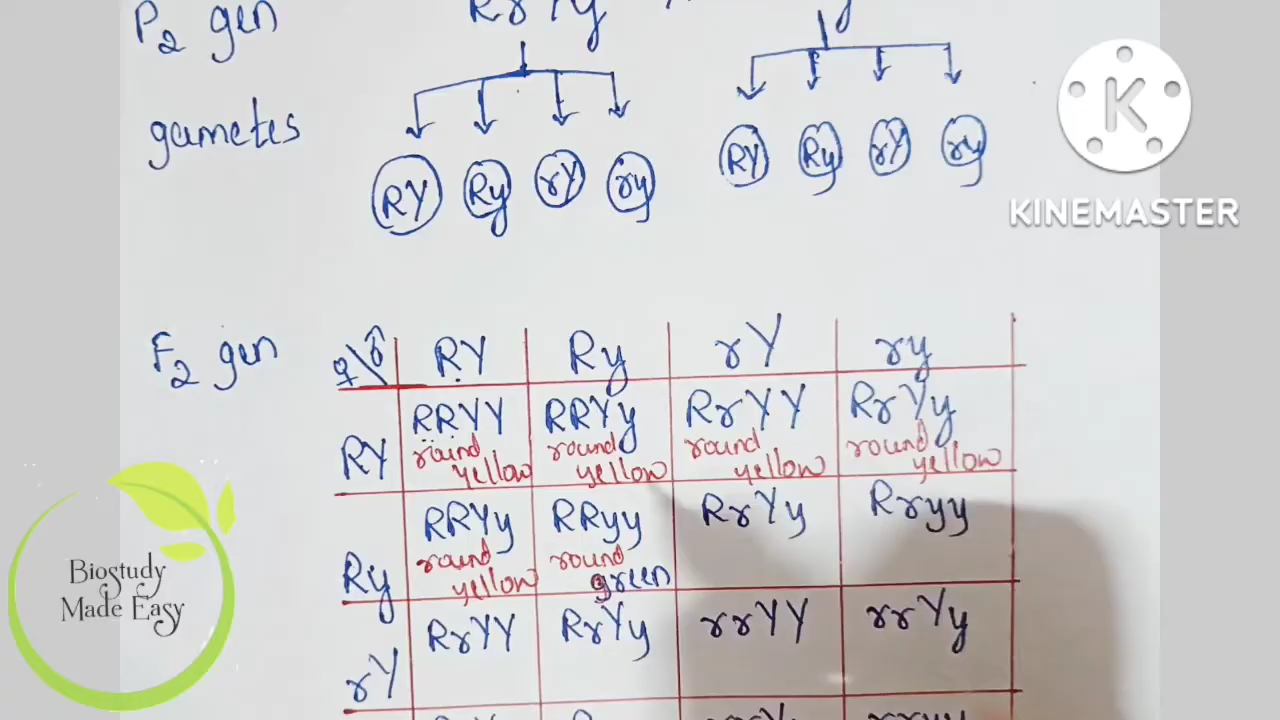 P2 gen
RrYy
gametes
RY Ry rY ry
RY Ry rY ry
KINEMASTER
F2 gen
♀\♂ RY Ry rY ry
RY RRYY RRYy RrYY RrYy
round round round round
yellow yellow yellow yellow
Ry RRYy RRyy RrYy Rryy
round round
yellow green
rY RrYY RrYy rrYY rrYy
Biostudy
Made Easy